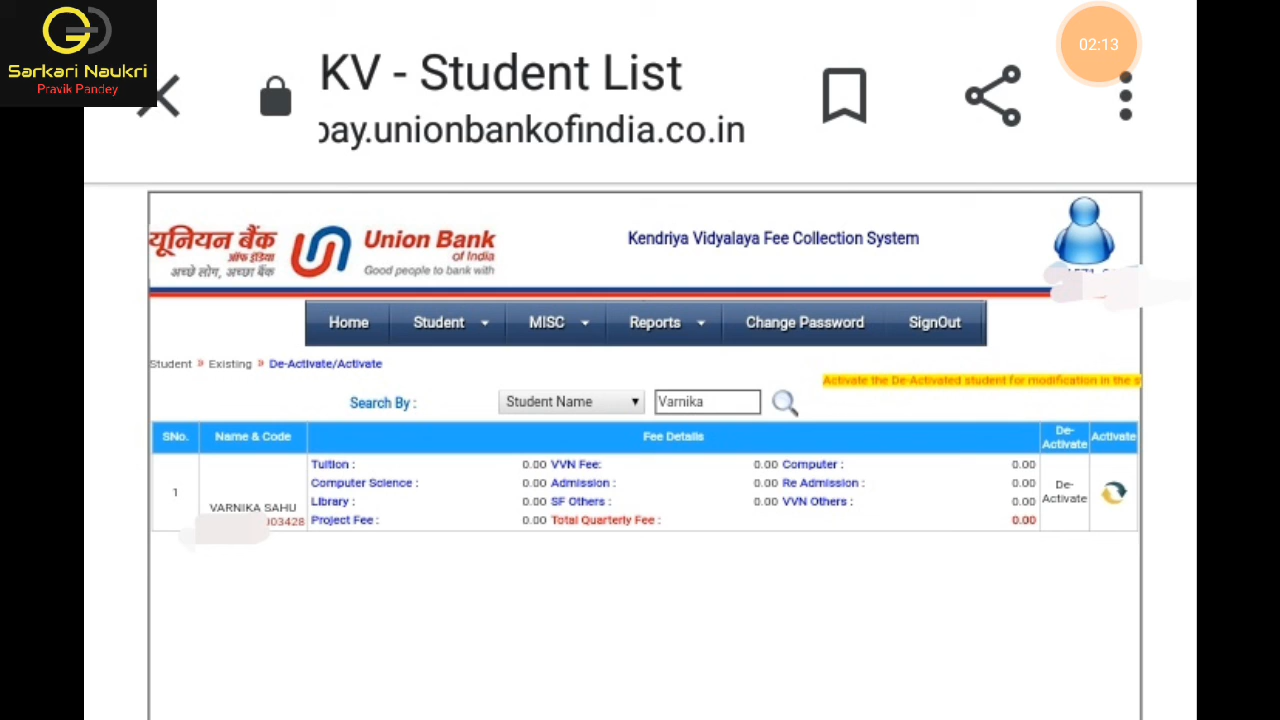 Sarkari Naukri
Pravik Pandey
02:13
KV - Student List
pay.unionbankofindia.co.in
यूनियन बैंक
ऑफ इंडिया
अच्छे लोग, अच्छा बैंक
Union Bank
of India
Good people to bank with
Kendriya Vidyalaya Fee Collection System
Home Student MISC Reports Change Password SignOut
Student » Existing » De-Activate/Activate
Activate the De-Activated student for modification in the s
Search By : Student Name Varnika
SNo. Name & Code Fee Details De-Activate Activate
1 VARNIKA SAHU 003428
Tuition : 0.00 VVN Fee: 0.00 Computer : 0.00
Computer Science : 0.00 Admission : 0.00 Re Admission : 0.00
Library : 0.00 SF Others : 0.00 VVN Others : 0.00
Project Fee : 0.00 Total Quarterly Fee : 0.00
De-Activate